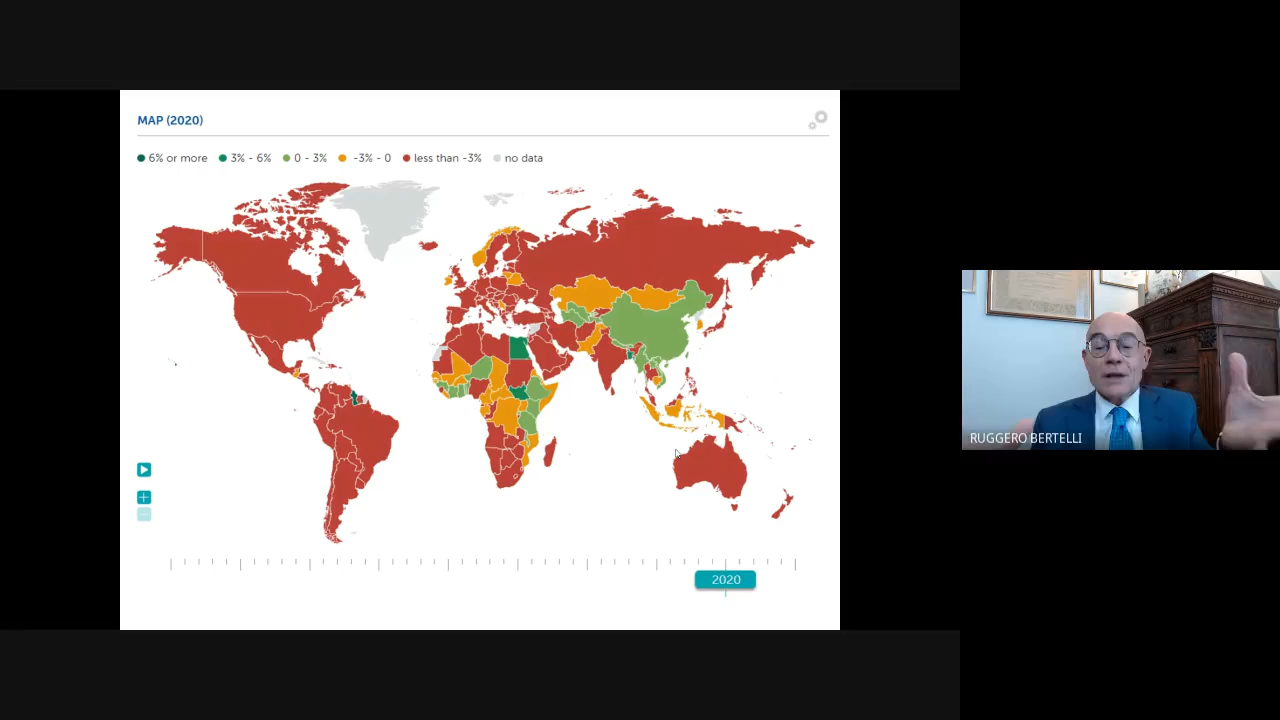 MAP (2020)
6% or more 3% - 6% 0 - 3% -3% - 0 less than -3% no data
2020
RUGGERO BERTELLI